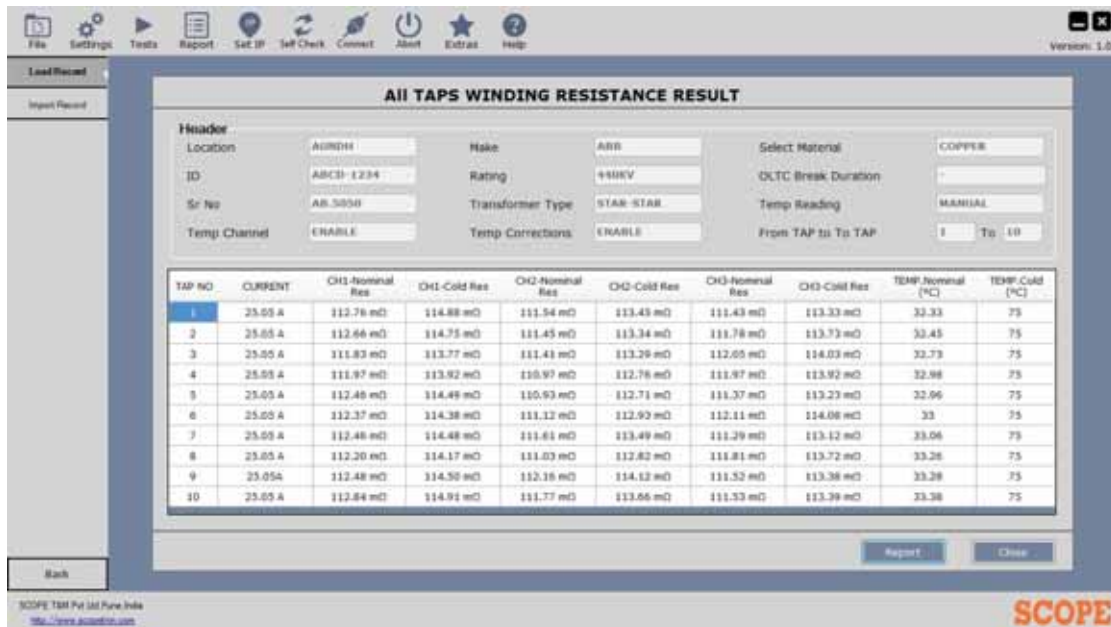 File Settings Tests Report Set IP Self Check Connect Abort Extras Help
Version: 1.0
Load Record
Import Record
All TAPS WINDING RESISTANCE RESULT
Header
Location AUNDH Make ABB Select Material COPPER
ID ABCD-1234 Rating 440KV OLTC Break Duration -
Sr No AB.5050 Transformer Type STAR-STAR Temp Reading MANUAL
Temp Channel ENABLE Temp Corrections ENABLE From TAP to To TAP 1 To 10
TAP NO CURRENT CH1-Nominal Res CH1-Cold Res CH2-Nominal Res CH2-Cold Res CH3-Nominal Res CH3-Cold Res TEMP.Nominal (ºC) TEMP.Cold (ºC)
1 25.05 A 112.76 mΩ 114.88 mΩ 111.54 mΩ 113.45 mΩ 111.43 mΩ 113.33 mΩ 32.33 75
2 25.05 A 112.66 mΩ 114.75 mΩ 111.45 mΩ 113.34 mΩ 111.78 mΩ 113.73 mΩ 32.45 75
3 25.05 A 111.83 mΩ 113.77 mΩ 111.41 mΩ 113.29 mΩ 112.05 mΩ 114.03 mΩ 32.73 75
4 25.05 A 111.97 mΩ 113.92 mΩ 110.97 mΩ 112.76 mΩ 111.97 mΩ 113.92 mΩ 32.98 75
5 25.05 A 112.46 mΩ 114.49 mΩ 110.93 mΩ 112.71 mΩ 111.37 mΩ 113.23 mΩ 32.96 75
6 25.05 A 112.37 mΩ 114.38 mΩ 111.12 mΩ 112.93 mΩ 112.11 mΩ 114.08 mΩ 33 75
7 25.05 A 112.46 mΩ 114.48 mΩ 111.61 mΩ 113.49 mΩ 111.29 mΩ 113.12 mΩ 33.06 75
8 25.05 A 112.20 mΩ 114.17 mΩ 111.03 mΩ 112.82 mΩ 111.81 mΩ 113.72 mΩ 33.26 75
9 25.05A 112.48 mΩ 114.50 mΩ 112.16 mΩ 114.12 mΩ 111.52 mΩ 113.38 mΩ 33.28 75
10 25.05 A 112.84 mΩ 114.91 mΩ 111.77 mΩ 113.66 mΩ 111.53 mΩ 113.39 mΩ 33.38 75
Report Close
Back
SCOPE T&M Pvt Ltd.Pune.India
http://www.scopetnm.com
SCOPE